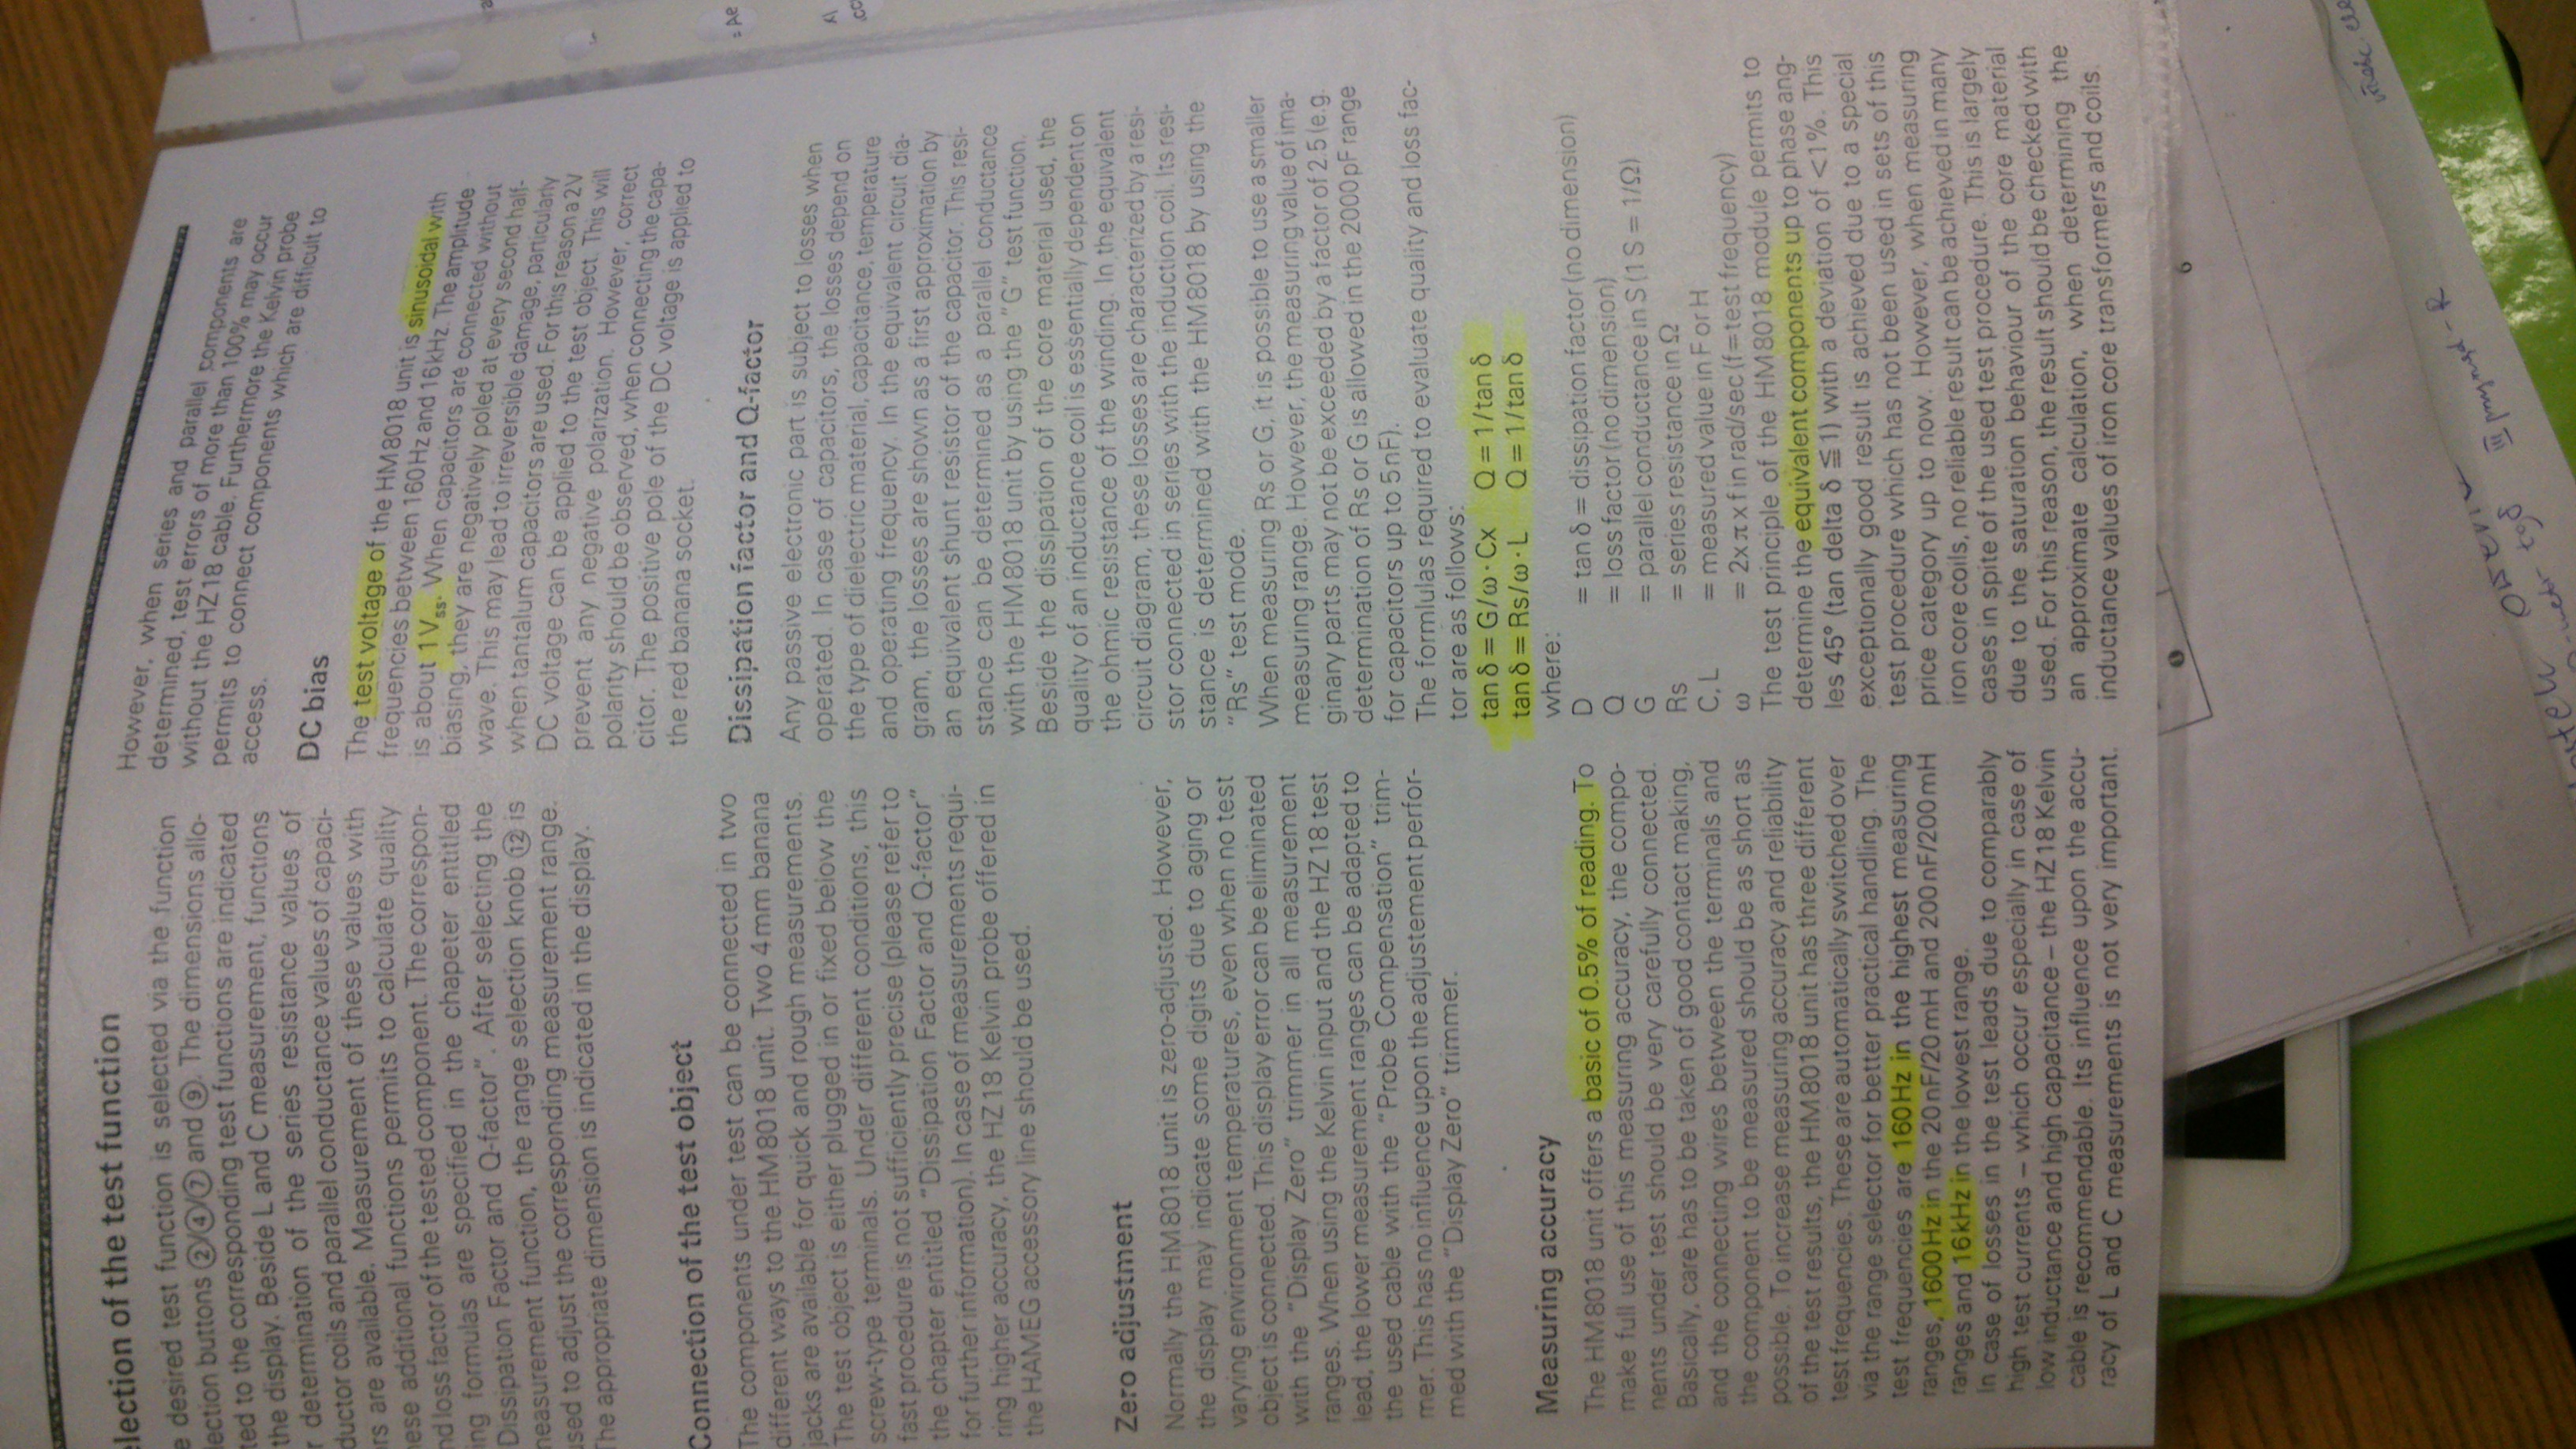 lection of the test function
e desired test function is selected via the function
lection buttons ②/④/⑦ and ⑨. The dimensions allo-
ted to the corresponding test functions are indicated
the display. Beside L and C measurement, functions
r determination of the series resistance values of
ductor coils and parallel conductance values of capaci-
rs are available. Measurement of these values with
ese additional functions permits to calculate quality
nd loss factor of the tested component. The correspon-
ing formulas are specified in the chapeter entitled
Dissipation Factor and Q-factor". After selecting the
measurement function, the range selection knob ⑫ is
used to adjust the corresponding measurement range.
The appropriate dimension is indicated in the display.
Connection of the test object
The components under test can be connected in two
different ways to the HM8018 unit. Two 4mm banana
jacks are available for quick and rough measurements.
The test object is either plugged in or fixed below the
screw-type terminals. Under different conditions, this
fast procedure is not sufficiently precise (please refer to
the chapter entitled "Dissipation Factor and Q-factor"
for further information). In case of measurements requi-
ring higher accuracy, the HZ18 Kelvin probe offered in
the HAMEG accessory line should be used.
Zero adjustment
Normally the HM8018 unit is zero-adjusted. However,
the display may indicate some digits due to aging or
varying environment temperatures, even when no test
object is connected. This display error can be eliminated
with the "Display Zero" trimmer in all measurement
ranges. When using the Kelvin input and the HZ18 test
lead, the lower measurement ranges can be adapted to
the used cable with the "Probe Compensation" trim-
mer. This has no influence upon the adjustement perfor-
med with the "Display Zero" trimmer.
Measuring accuracy
The HM8018 unit offers a basic of 0.5% of reading. To
make full use of this measuring accuracy, the compo-
nents under test should be very carefully connected.
Basically, care has to be taken of good contact making,
and the connecting wires between the terminals and
the component to be measured should be as short as
possible. To increase measuring accuracy and reliability
of the test results, the HM8018 unit has three different
test frequencies. These are automatically switched over
via the range selector for better practical handling. The
test frequencies are 160Hz in the highest measuring
ranges, 1600Hz in the 20nF/20mH and 200nF/200mH
ranges and 16kHz in the lowest range.
In case of losses in the test leads due to comparably
high test currents – which occur especially in case of
low inductance and high capacitance – the HZ18 Kelvin
cable is recommendable. Its influence upon the accu-
racy of L and C measurements is not very important.
However, when series and parallel components are
determined, test errors of more than 100% may occur
without the HZ18 cable. Furthermore the Kelvin probe
permits to connect components which are difficult to
access.
DC bias
The test voltage of the HM8018 unit is sinusoidal with
frequencies between 160Hz and 16kHz. The amplitude
is about 1Vss. When capacitors are connected without
biasing, they are negatively poled at every second half-
wave. This may lead to irreversible damage, particularly
when tantalum capacitors are used. For this reason a 2V
DC voltage can be applied to the test object. This will
prevent any negative polarization. However, correct
polarity should be observed, when connecting the capa-
citor. The positive pole of the DC voltage is applied to
the red banana socket.
Dissipation factor and Q-factor
Any passive electronic part is subject to losses when
operated. In case of capacitors, the losses depend on
the type of dielectric material, capacitance, temperature
and operating frequency. In the equivalent circuit dia-
gram, the losses are shown as a first approximation by
an equivalent shunt resistor of the capacitor. This resi-
stance can be determined as a parallel conductance
with the HM8018 unit by using the "G" test function.
Beside the dissipation of the core material used, the
quality of an inductance coil is essentially dependent on
the ohmic resistance of the winding. In the equivalent
circuit diagram, these losses are characterized by a resi-
stor connected in series with the induction coil. Its resi-
stance is determined with the HM8018 by using the
"Rs" test mode.
When measuring Rs or G, it is possible to use a smaller
measuring range. However, the measuring value of ima-
ginary parts may not be exceeded by a factor of 2.5 (e.g.
determination of Rs or G is allowed in the 2000pF range
for capacitors up to 5nF).
The formlulas required to evaluate quality and loss fac-
tor are as follows:
tan δ = G/ω · Cx Q = 1/tan δ
tan δ = Rs/ω · L Q = 1/tan δ
where:
D = tan δ = dissipation factor (no dimension)
Q = loss factor (no dimension)
G = parallel conductance in S (1 S = 1/Ω)
Rs = series resistance in Ω
C, L = measured value in F or H
ω = 2x π x f in rad/sec (f=test frequency)
The test principle of the HM8018 module permits to
determine the equivalent components up to phase ang-
les 45° (tan delta δ ≦ 1) with a deviation of <1%. This
exceptionally good result is achieved due to a special
test procedure which has not been used in sets of this
price category up to now. However, when measuring
iron core coils, no reliable result can be achieved in many
cases in spite of the used test procedure. This is largely
due to the saturation behaviour of the core material
used. For this reason, the result should be checked with
an approximate calculation, when determining the
inductance values of iron core transformers and coils.
6
tgδ
III
- R